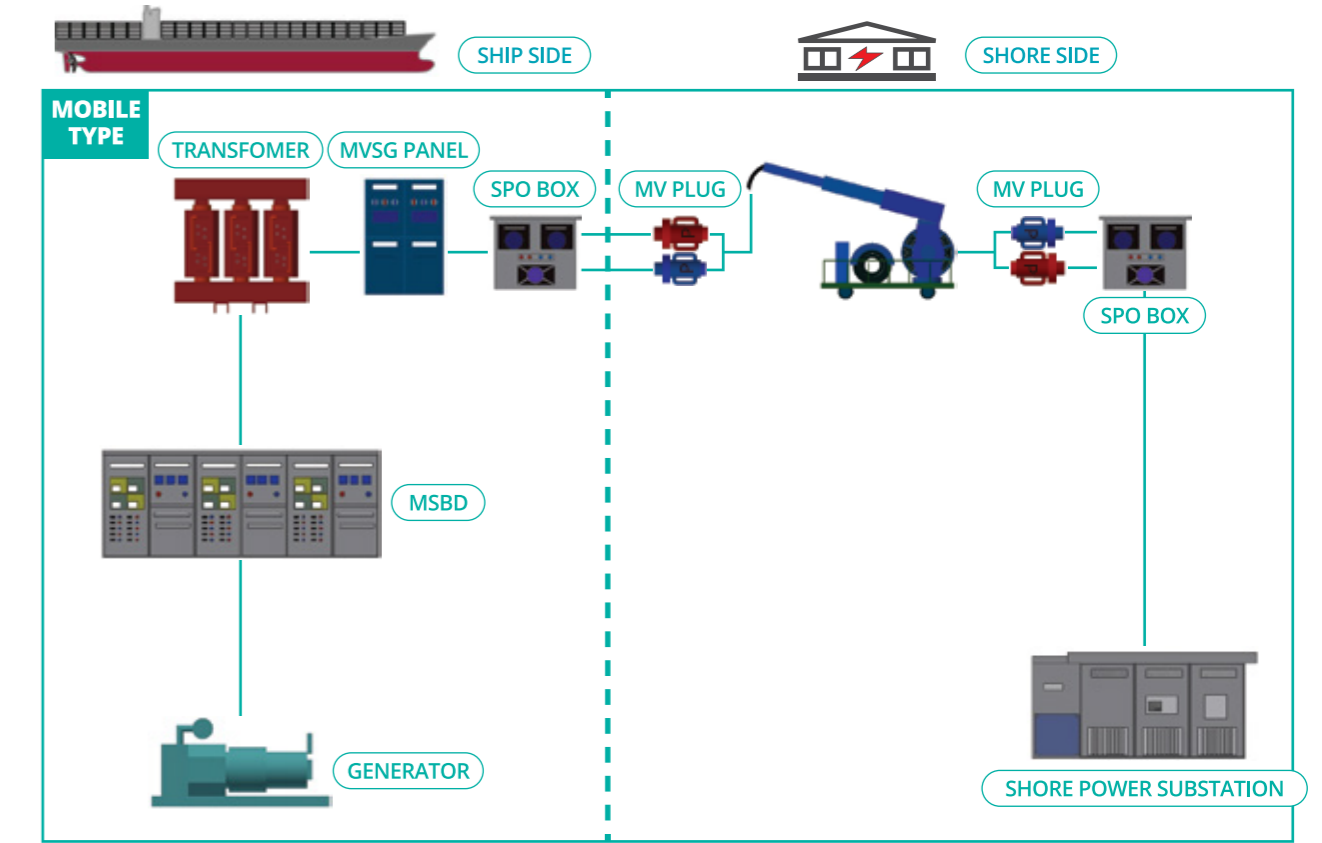 SHIP SIDE
SHORE SIDE
MOBILE
TYPE
TRANSFOMER
MVSG PANEL
SPO BOX
MV PLUG
MV PLUG
SPO BOX
MSBD
GENERATOR
SHORE POWER SUBSTATION